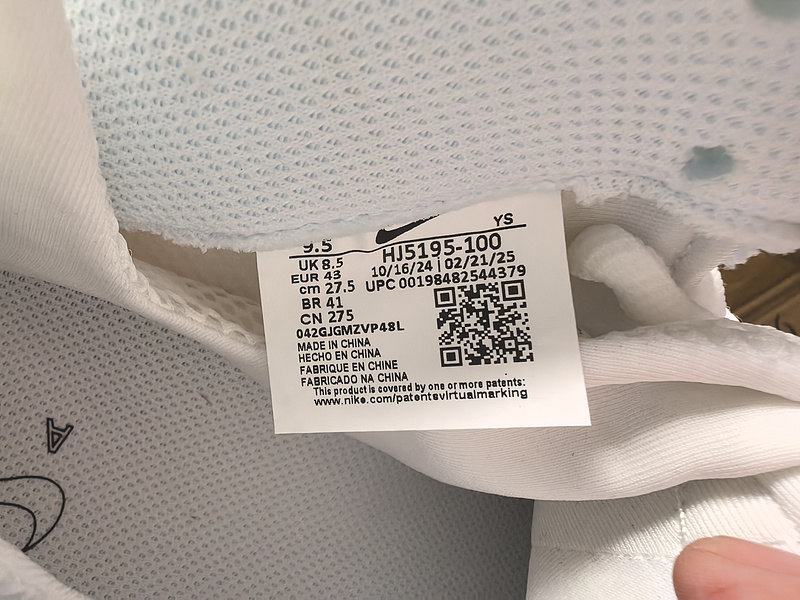 YS
9.5
HJ5195-100
UK 8.5
10/16/24 | 02/21/25
EUR 43
UPC 00198482544379
cm 27.5
BR 41
CN 275
042GJGMZVP48L
MADE IN CHINA
HECHO EN CHINA
FABRIQUE EN CHINE
FABRICADO NA CHINA
This product is covered by one or more patents:
www.nike.com/patentsvirtualmarking
A